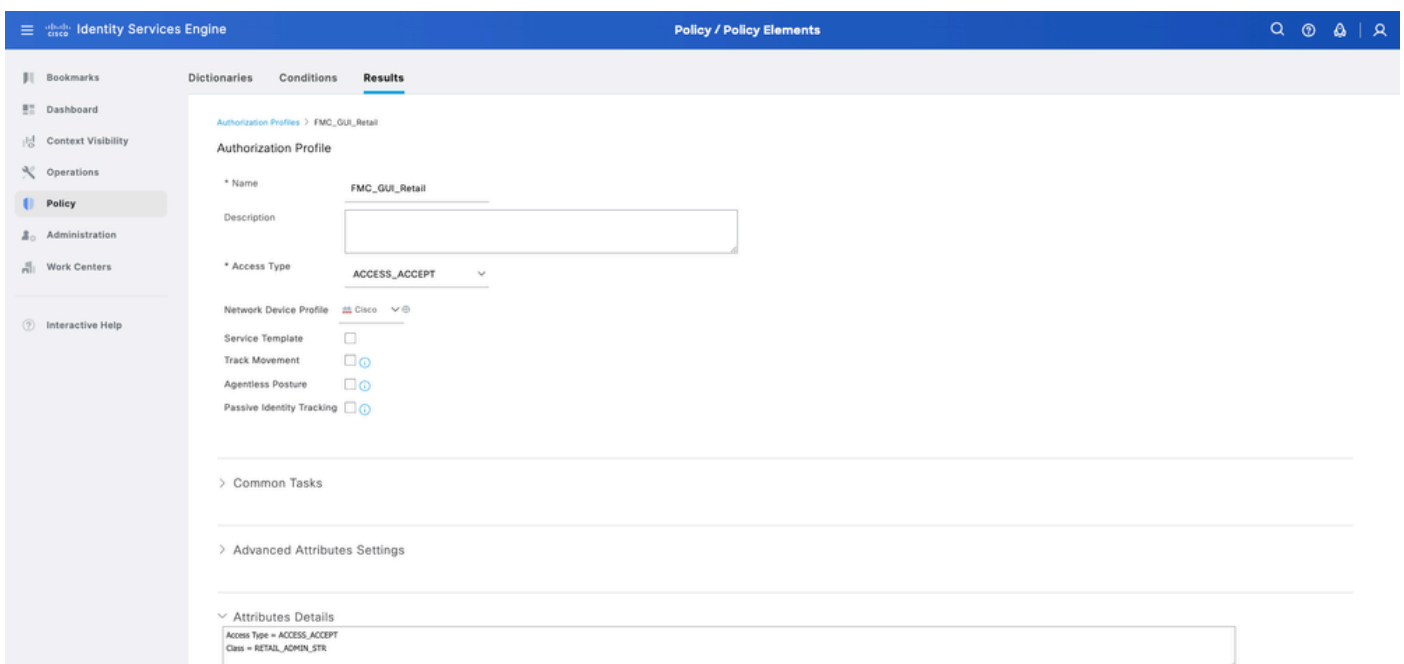 cisco Identity Services Engine
Policy / Policy Elements
Bookmarks
Dashboard
Context Visibility
Operations
Policy
Administration
Work Centers
Interactive Help
Dictionaries Conditions Results
Authorization Profiles > FMC_GUI_Retail
Authorization Profile
* Name FMC_GUI_Retail
Description
* Access Type ACCESS_ACCEPT
Network Device Profile Cisco
Service Template
Track Movement
Agentless Posture
Passive Identity Tracking
Common Tasks
Advanced Attributes Settings
Attributes Details
Access Type = ACCESS_ACCEPT
Class = RETAIL_ADMIN_STR